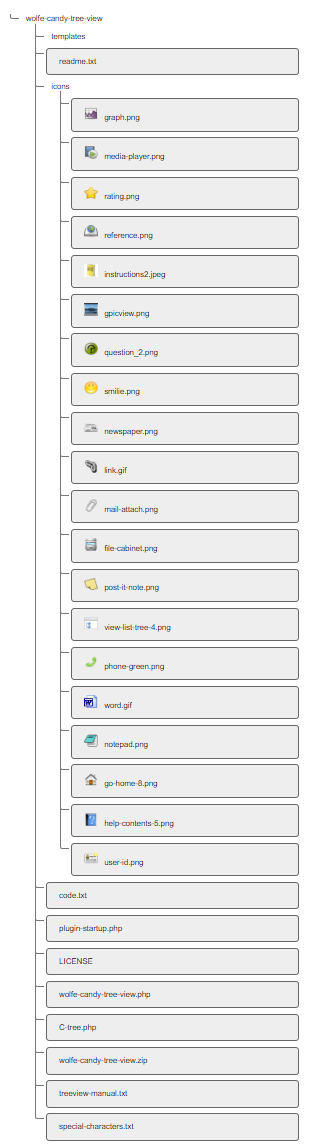 wolfe-candy-tree-view
templates
readme.txt
icons
graph.png
media-player.png
rating.png
reference.png
instructions2.jpeg
gpicview.png
question_2.png
smilie.png
newspaper.png
link.gif
mail-attach.png
file-cabinet.png
post-it-note.png
view-list-tree-4.png
phone-green.png
word.gif
notepad.png
go-home-8.png
help-contents-5.png
user-id.png
code.txt
plugin-startup.php
LICENSE
wolfe-candy-tree-view.php
C-tree.php
wolfe-candy-tree-view.zip
treeview-manual.txt
special-characters.txt